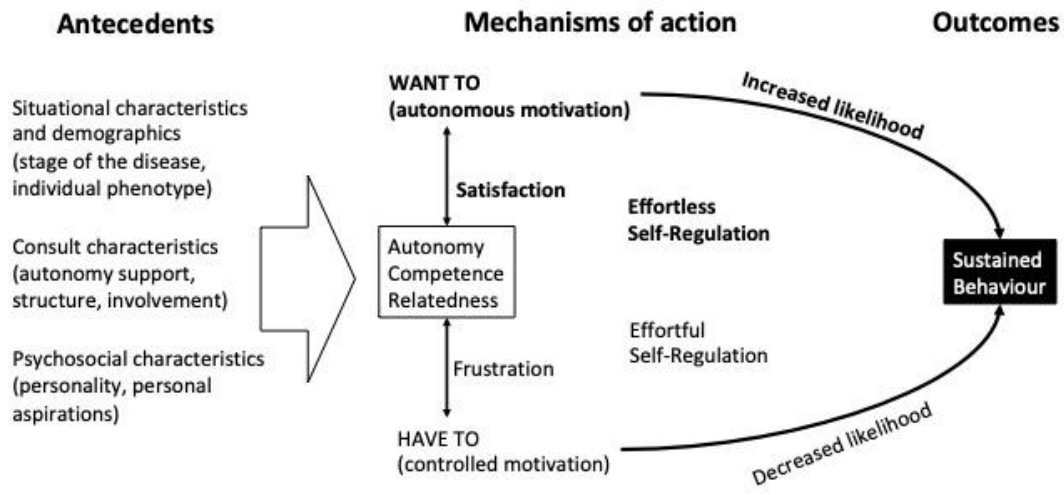 Antecedents
Mechanisms of action
Outcomes
Situational characteristics
and demographics
(stage of the disease,
individual phenotype)
Consult characteristics
(autonomy support,
structure, involvement)
Psychosocial characteristics
(personality, personal
aspirations)
WANT TO
(autonomous motivation)
Satisfaction
Autonomy
Competence
Relatedness
Frustration
HAVE TO
(controlled motivation)
Effortless
Self-Regulation
Effortful
Self-Regulation
Increased likelihood
Decreased likelihood
Sustained
Behaviour